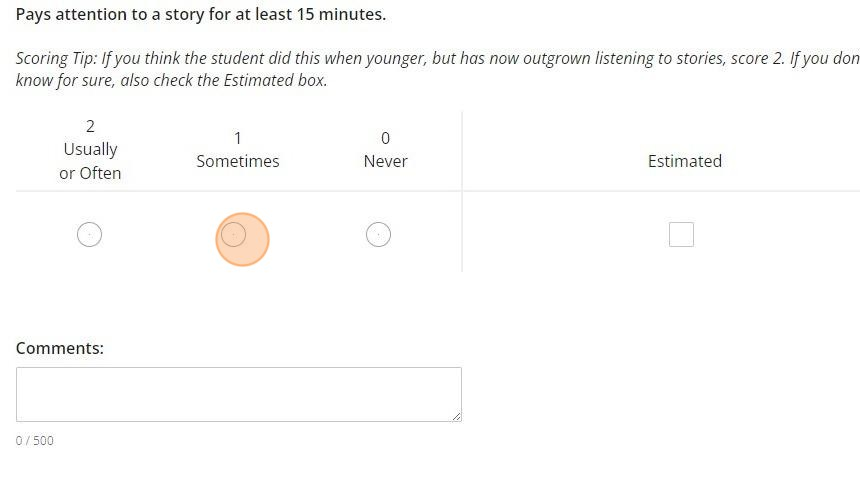 Pays attention to a story for at least 15 minutes.
Scoring Tip: If you think the student did this when younger, but has now outgrown listening to stories, score 2. If you don
know for sure, also check the Estimated box.
2
Usually
or Often
1
Sometimes
0
Never
Estimated
Comments:
0 / 500